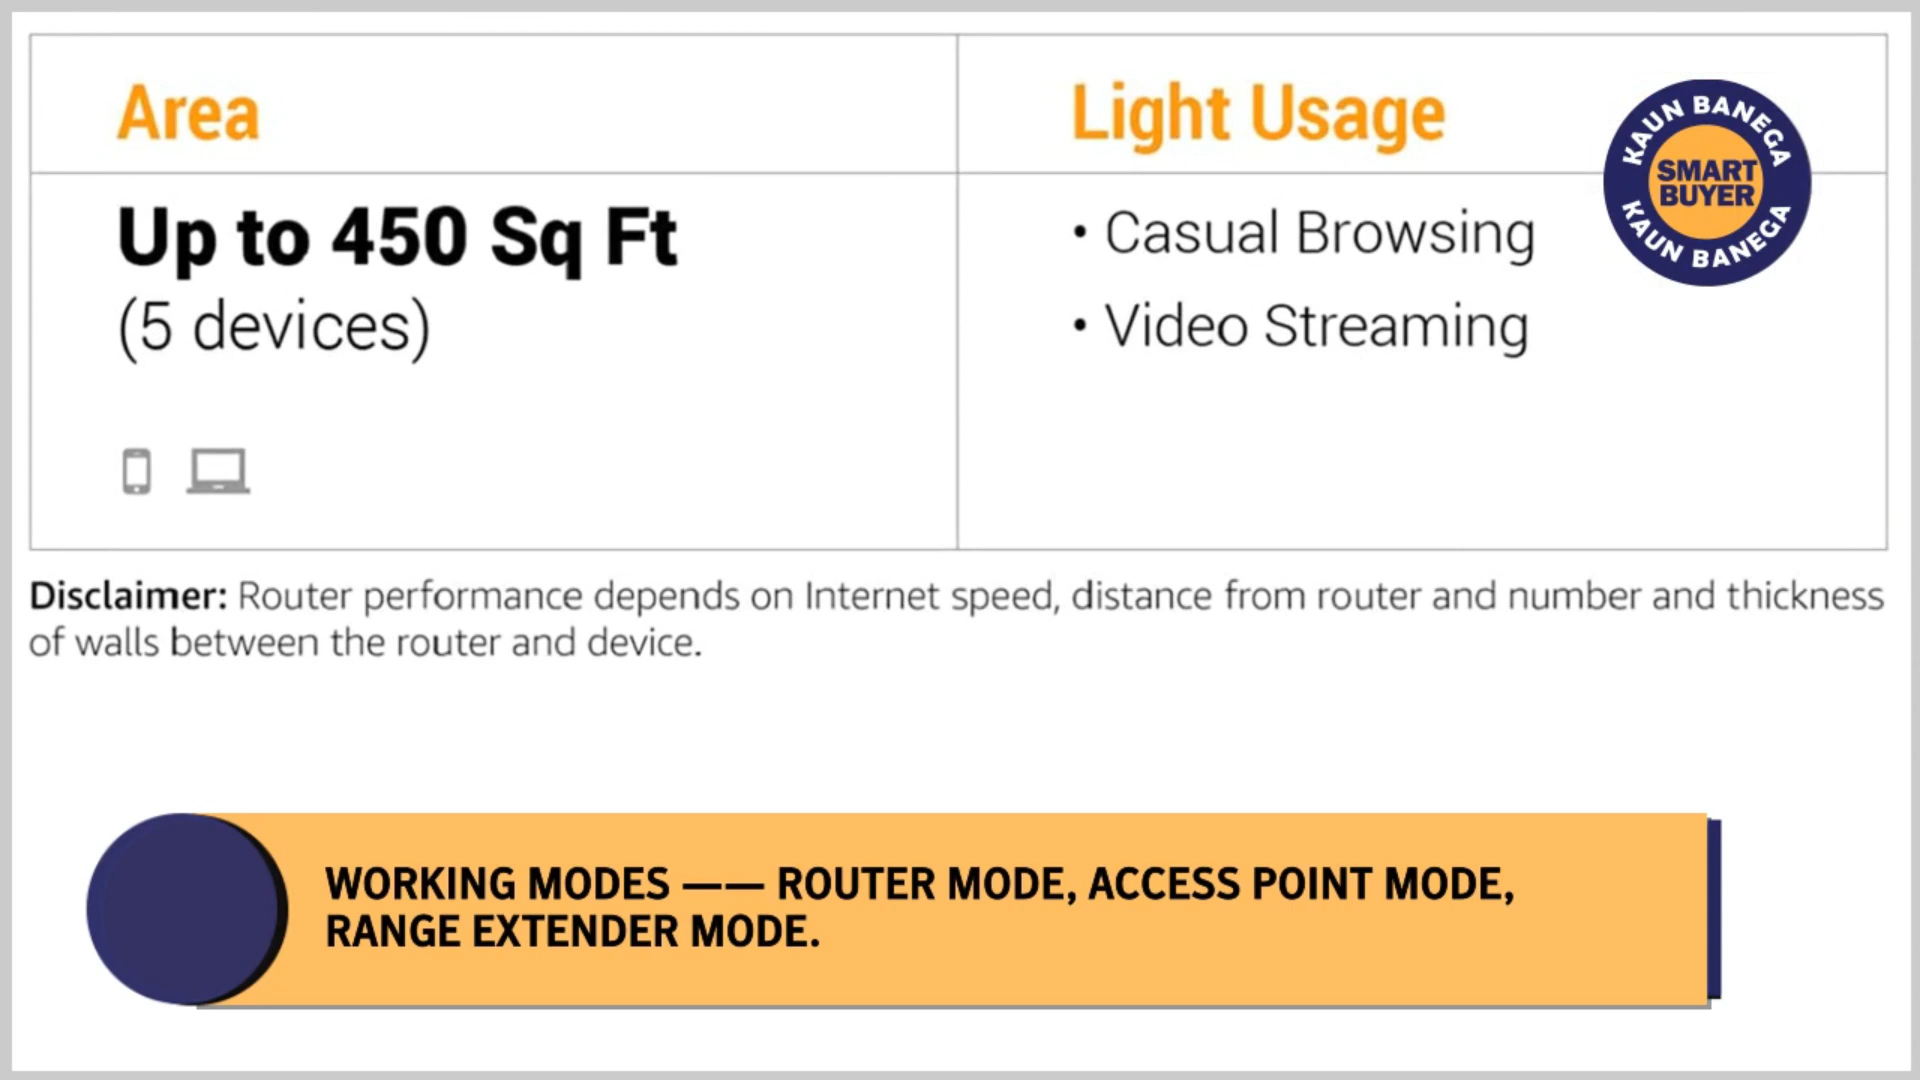 Area
Light Usage
KAUN BANEGA
SMART
BUYER
KAUN BANEGA
Up to 450 Sq Ft
(5 devices)
• Casual Browsing
• Video Streaming
Disclaimer: Router performance depends on Internet speed, distance from router and number and thickness
of walls between the router and device.
WORKING MODES —— ROUTER MODE, ACCESS POINT MODE,
RANGE EXTENDER MODE.